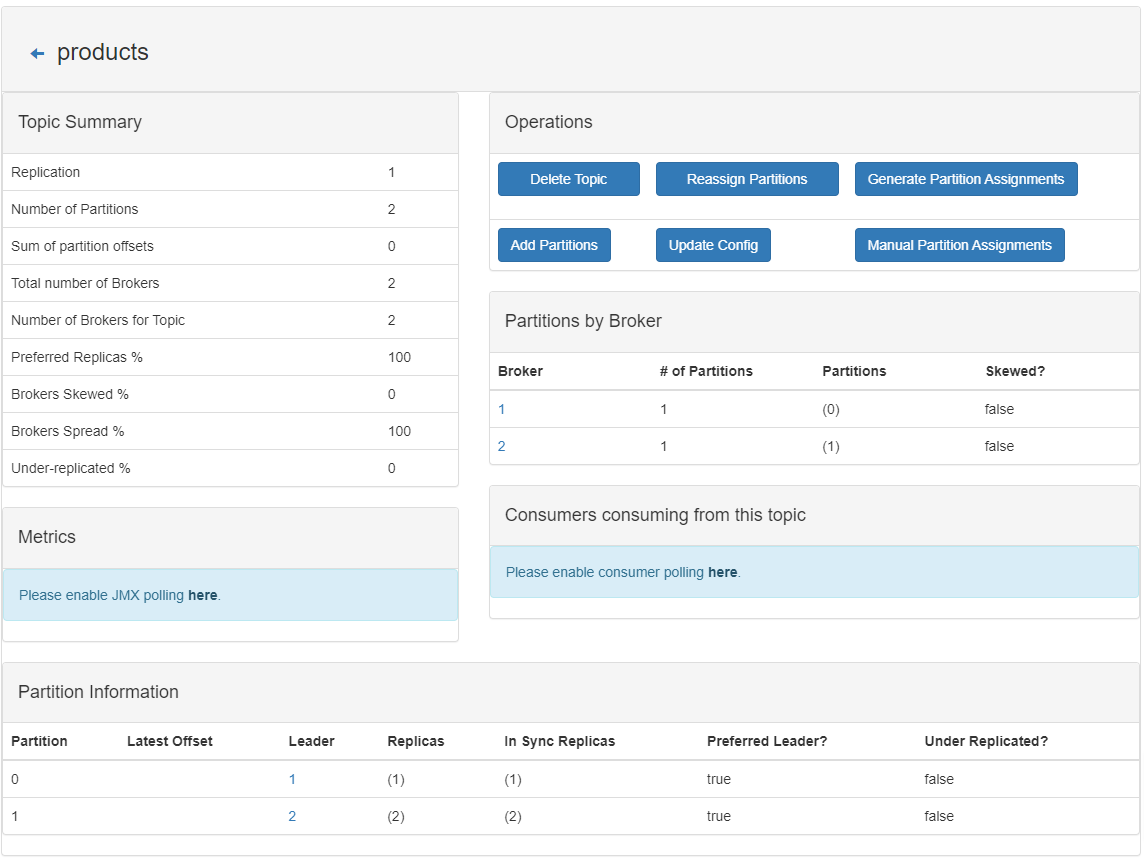 products
Topic Summary
Replication 1
Number of Partitions 2
Sum of partition offsets 0
Total number of Brokers 2
Number of Brokers for Topic 2
Preferred Replicas % 100
Brokers Skewed % 0
Brokers Spread % 100
Under-replicated % 0
Metrics
Please enable JMX polling here.
Operations
Delete Topic Reassign Partitions Generate Partition Assignments
Add Partitions Update Config Manual Partition Assignments
Partitions by Broker
Broker # of Partitions Partitions Skewed?
1 1 (0) false
2 1 (1) false
Consumers consuming from this topic
Please enable consumer polling here.
Partition Information
Partition Latest Offset Leader Replicas In Sync Replicas Preferred Leader? Under Replicated?
0 1 (1) (1) true false
1 2 (2) (2) true false